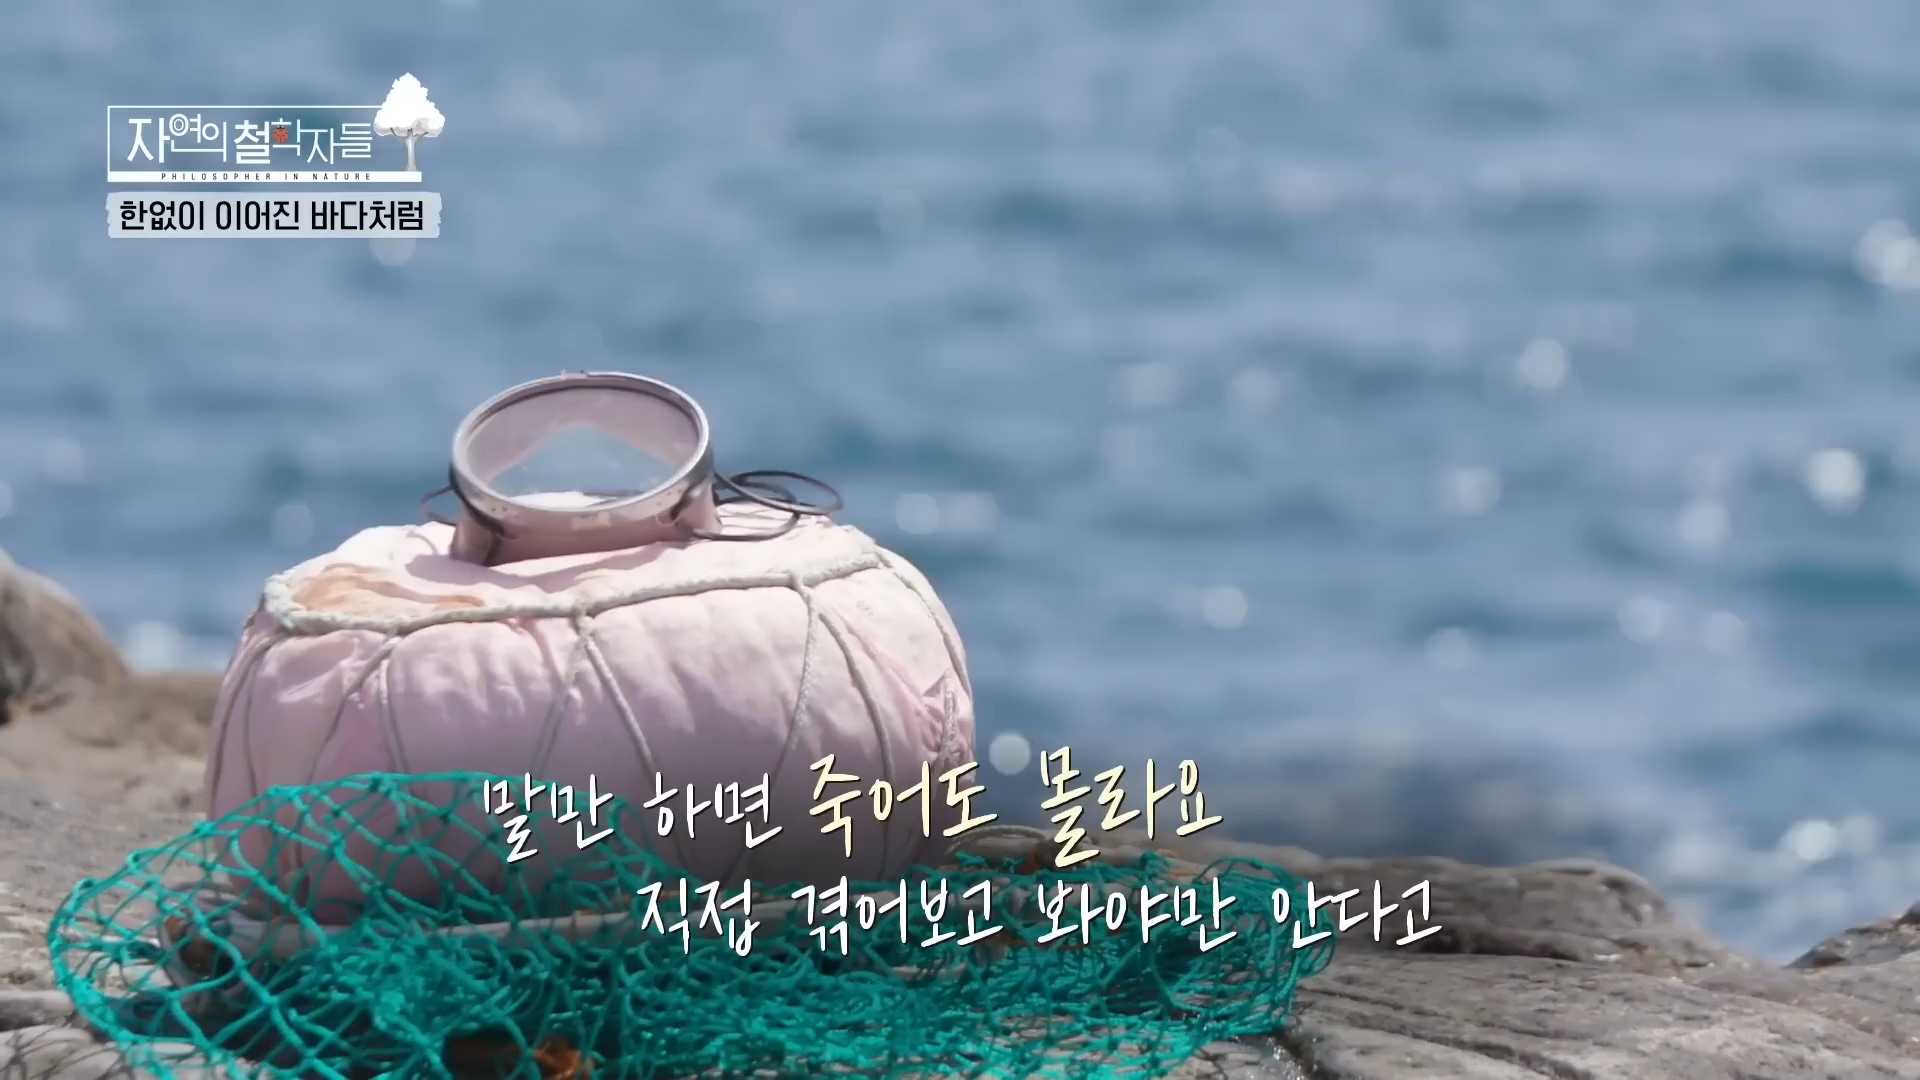 자연의 철학자들
PHILOSOPHER IN NATURE
한없이 이어진 바다처럼
말만 하면 죽어도 몰라요
직접 겪어보고 봐야만 안다고